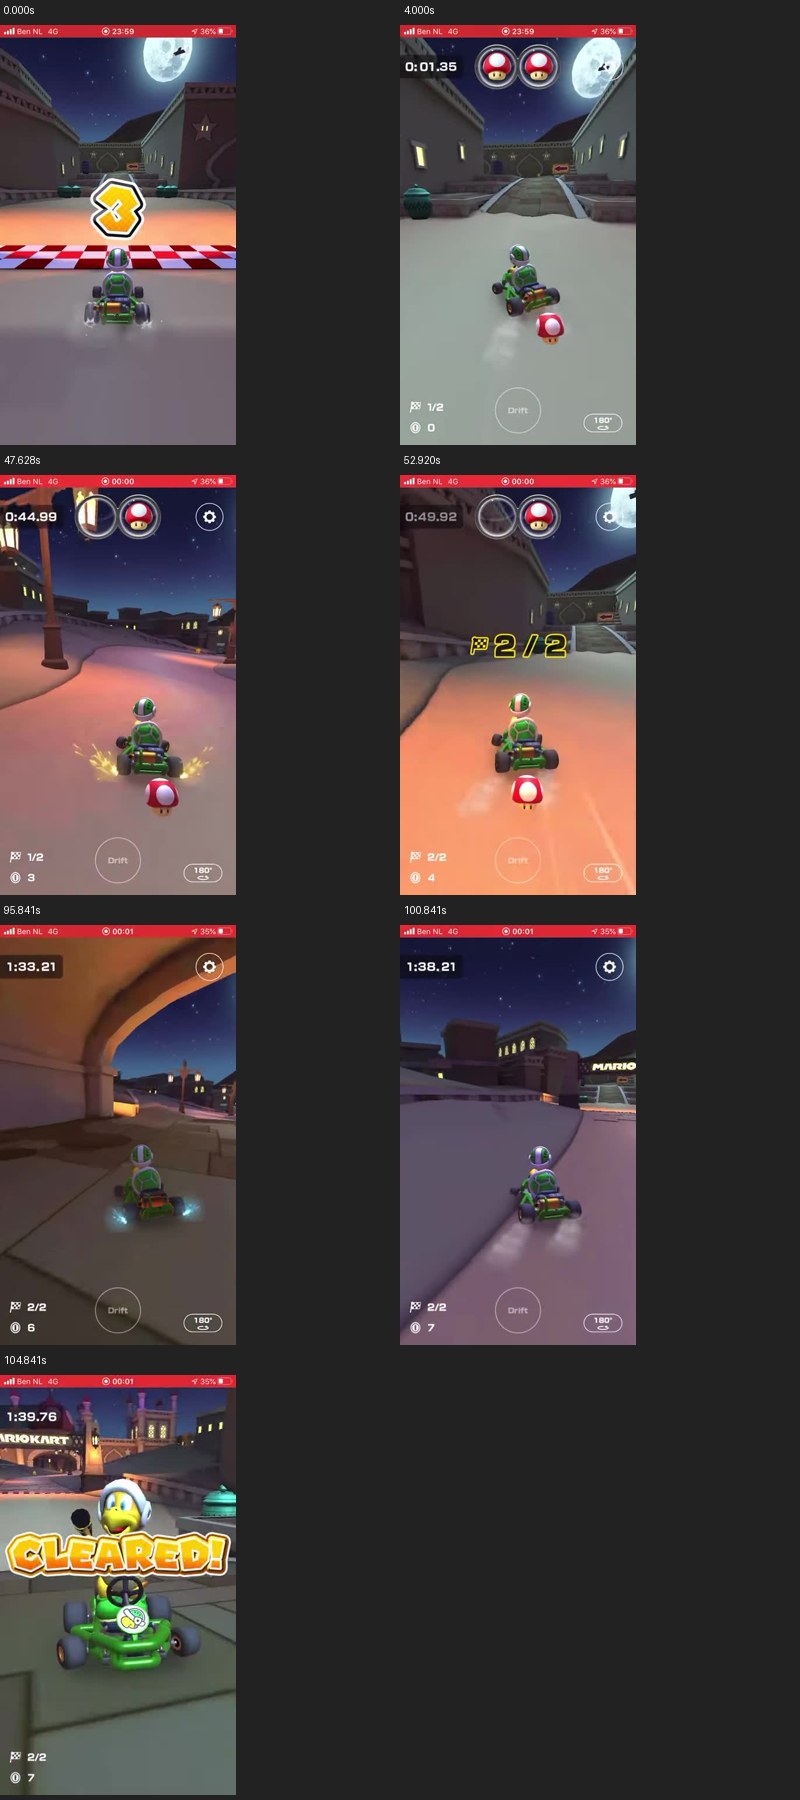 0.000s
Ben NL 4G 23:59 36%
3
4.000s
Ben NL 4G 23:59 36%
0:01.35
Drift
1/2
0
180°
47.628s
Ben NL 4G 00:00 36%
0:44.99
Drift
1/2
3
180°
52.920s
Ben NL 4G 00:00 36%
0:49.92
2/2
Drift
2/2
4
180°
95.841s
Ben NL 4G 00:01 35%
1:33.21
Drift
2/2
6
180°
100.841s
Ben NL 4G 00:01 35%
1:38.21
MARIO
Drift
2/2
7
180°
104.841s
Ben NL 4G 00:01 35%
1:39.76
ARIOKART
CLEARED!
2/2
7